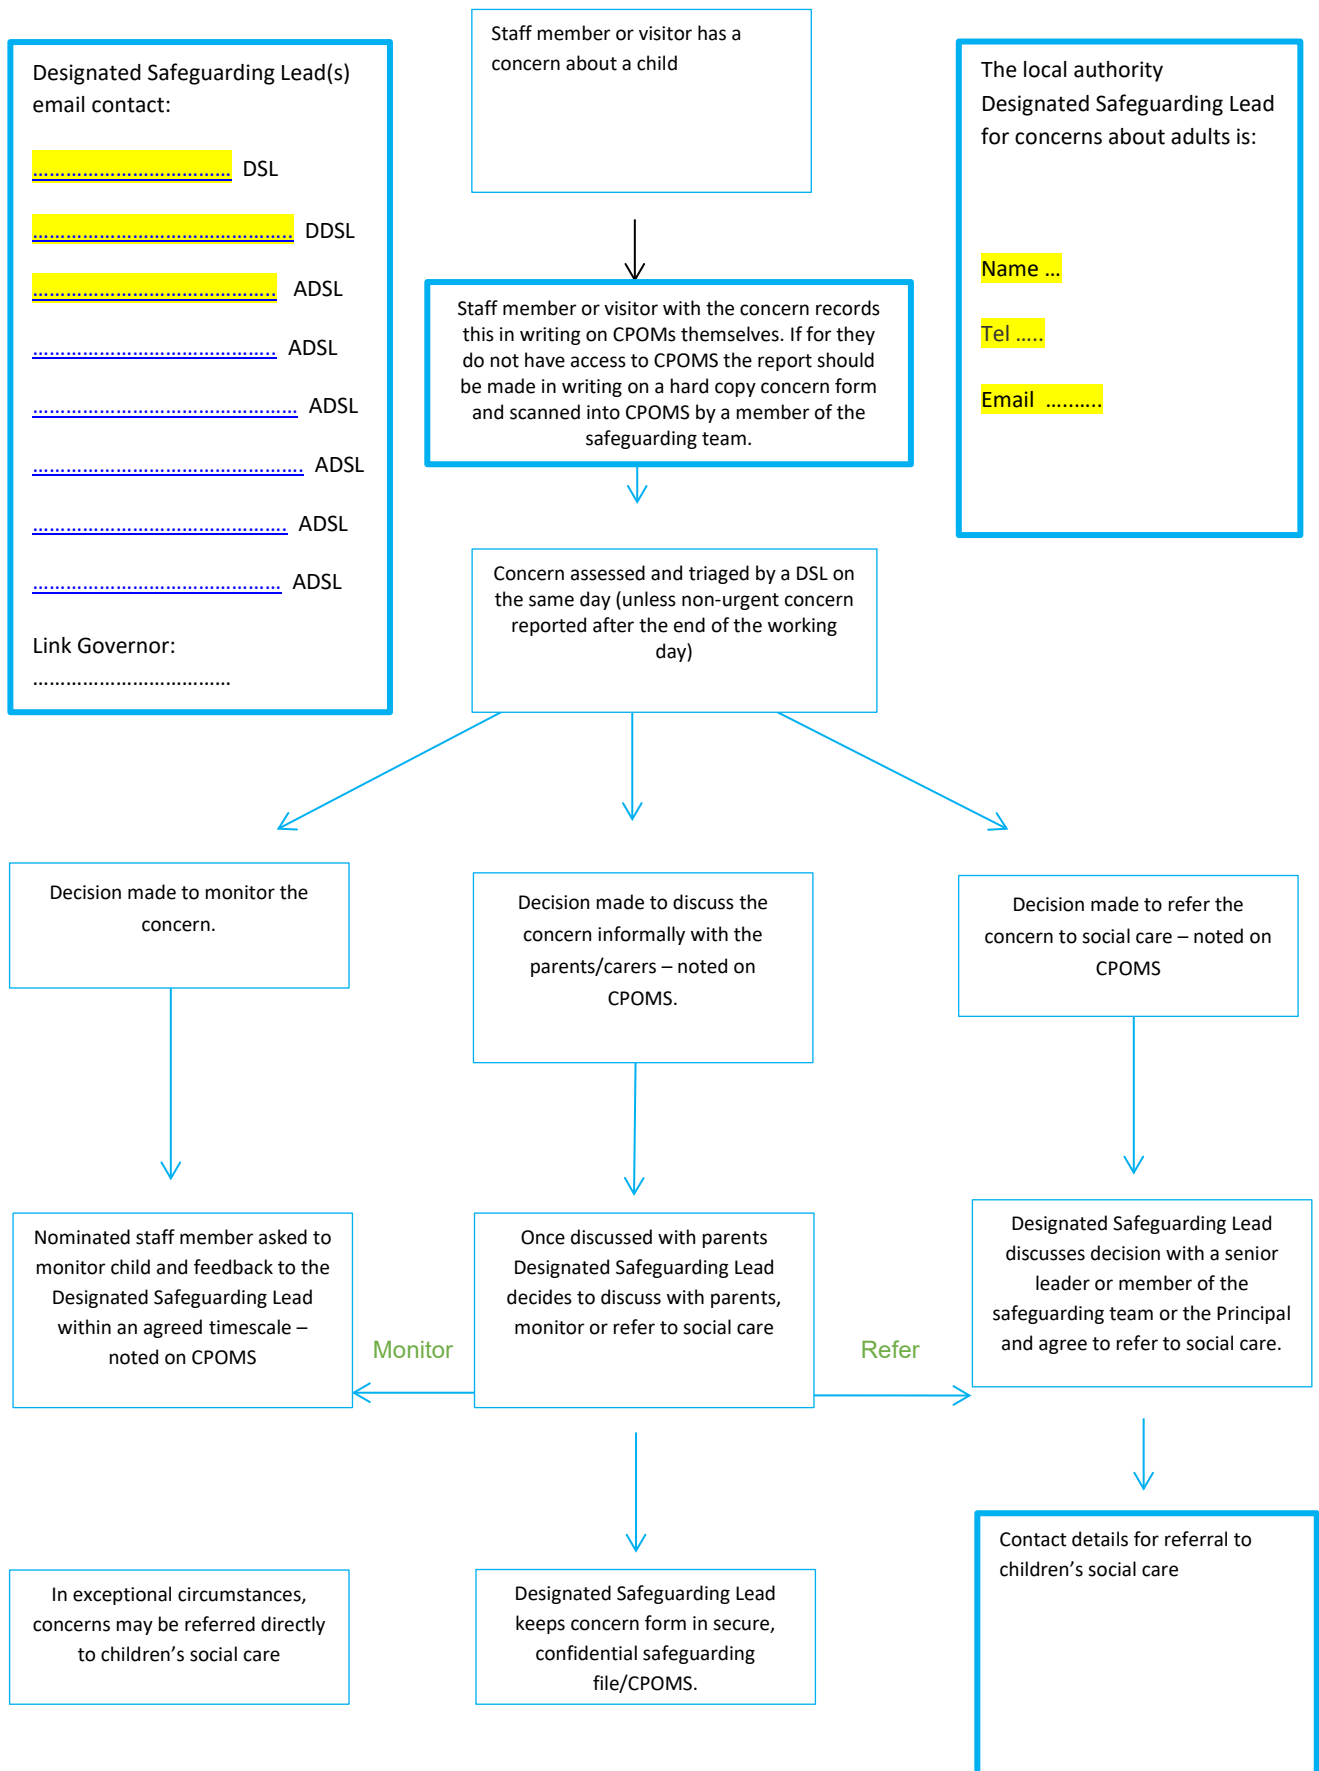 Designated Safeguarding Lead(s)
email contact:
……………………………… DSL
……………………………………….. DDSL
…………………………………….. ADSL
…………………………………….. ADSL
………………………………………… ADSL
…………………………………………. ADSL
………………………………………. ADSL
……………………………………… ADSL
Link Governor:
………………………………
Staff member or visitor has a
concern about a child
The local authority
Designated Safeguarding Lead
for concerns about adults is:
Name …
Tel …..
Email ……….
Staff member or visitor with the concern records
this in writing on CPOMs themselves. If for they
do not have access to CPOMS the report should
be made in writing on a hard copy concern form
and scanned into CPOMS by a member of the
safeguarding team.
Concern assessed and triaged by a DSL on
the same day (unless non-urgent concern
reported after the end of the working
day)
Decision made to monitor the
concern.
Decision made to discuss the
concern informally with the
parents/carers – noted on
CPOMS.
Decision made to refer the
concern to social care – noted on
CPOMS
Nominated staff member asked to
monitor child and feedback to the
Designated Safeguarding Lead
within an agreed timescale –
noted on CPOMS
Monitor
Once discussed with parents
Designated Safeguarding Lead
decides to discuss with parents,
monitor or refer to social care
Refer
Designated Safeguarding Lead
discusses decision with a senior
leader or member of the
safeguarding team or the Principal
and agree to refer to social care.
In exceptional circumstances,
concerns may be referred directly
to children’s social care
Designated Safeguarding Lead
keeps concern form in secure,
confidential safeguarding
file/CPOMS.
Contact details for referral to
children’s social care